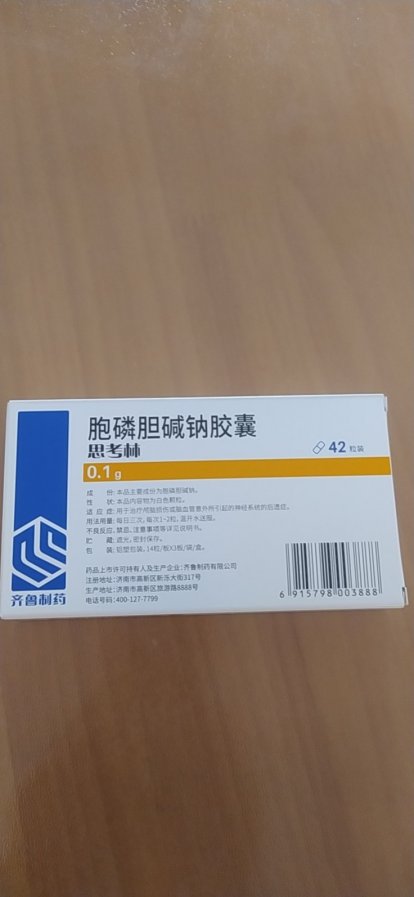 胞磷胆碱钠胶囊
思考林
42 粒装
0.1 g
成    份: 本品主要成份为胞磷胆碱钠。
性    状: 本品内容物为白色颗粒。
适 应 症: 用于治疗颅脑损伤或脑血管意外所引起的神经系统的后遗症。
用法用量: 每日三次, 每次1-2粒, 温开水送服。
不良反应、禁忌、注意事项等详见说明书。
贮    藏: 遮光, 密封保存。
包    装: 铝塑包装, 14粒/板X3板/袋/盒。
药品上市许可持有人及生产企业: 齐鲁制药有限公司
注册地址: 济南市高新区新泺大街317号
生产地址: 济南市高新区旅游路8888号
电话号码: 400-127-7799
齐鲁制药
6 915798 003888